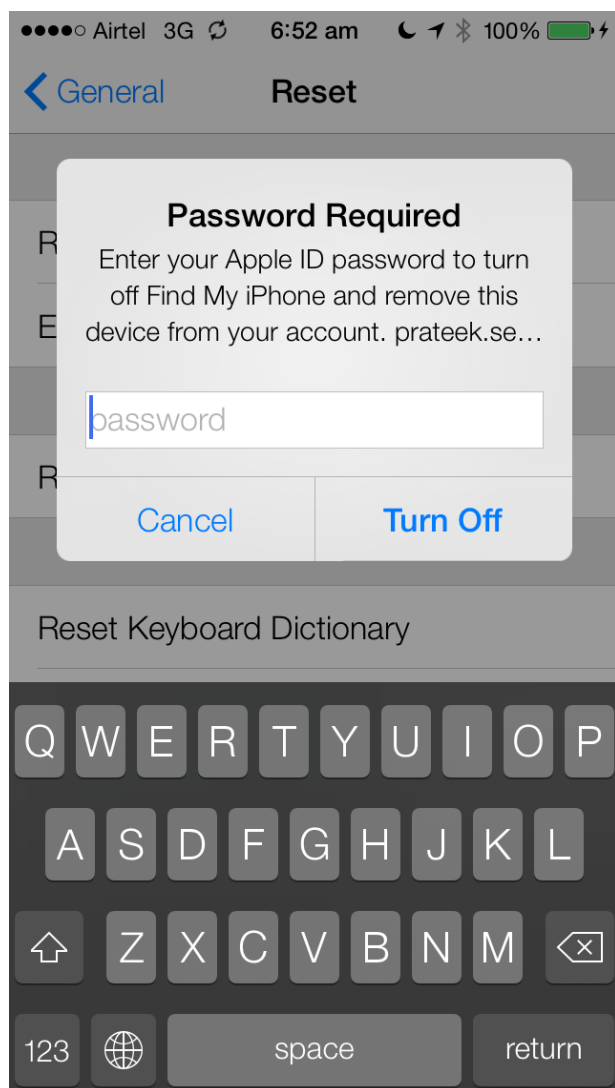 Airtel 3G 6:52 am 100%
General Reset
Password Required
R
Enter your Apple ID password to turn
off Find My iPhone and remove this
E
device from your account. prateek.se...
password
R
Cancel Turn Off
Reset Keyboard Dictionary
Q W E R T Y U I O P
A S D F G H J K L
Z X C V B N M
123 space return